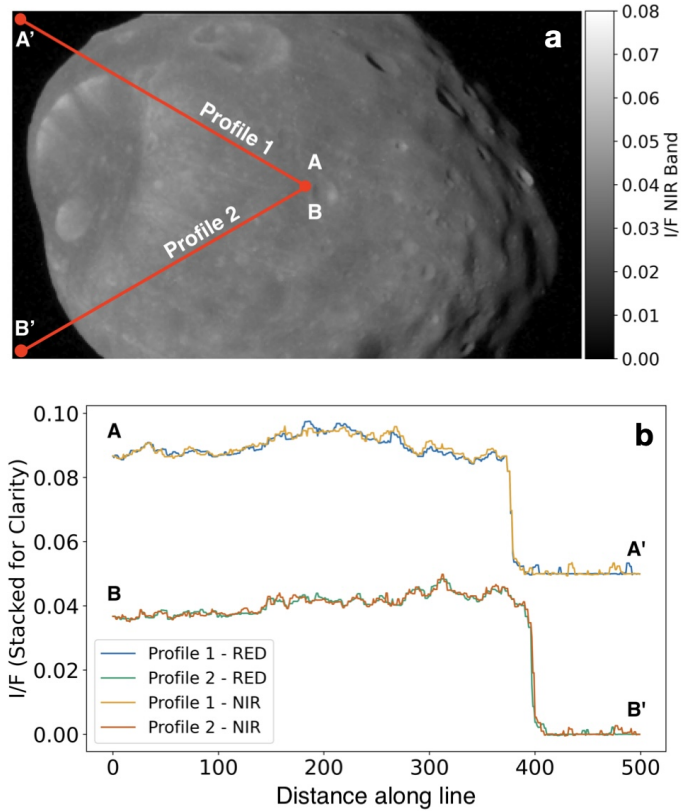 A'
a
Profile 1
A
B
Profile 2
B'
0.08
0.07
0.06
0.05
0.04
0.03
0.02
0.01
0.00
I/F NIR Band
0.10
0.08
0.06
0.04
0.02
0.00
I/F (Stacked for Clarity)
A
b
A'
B
B'
Profile 1 - RED
Profile 2 - RED
Profile 1 - NIR
Profile 2 - NIR
0
100
200
300
400
500
Distance along line